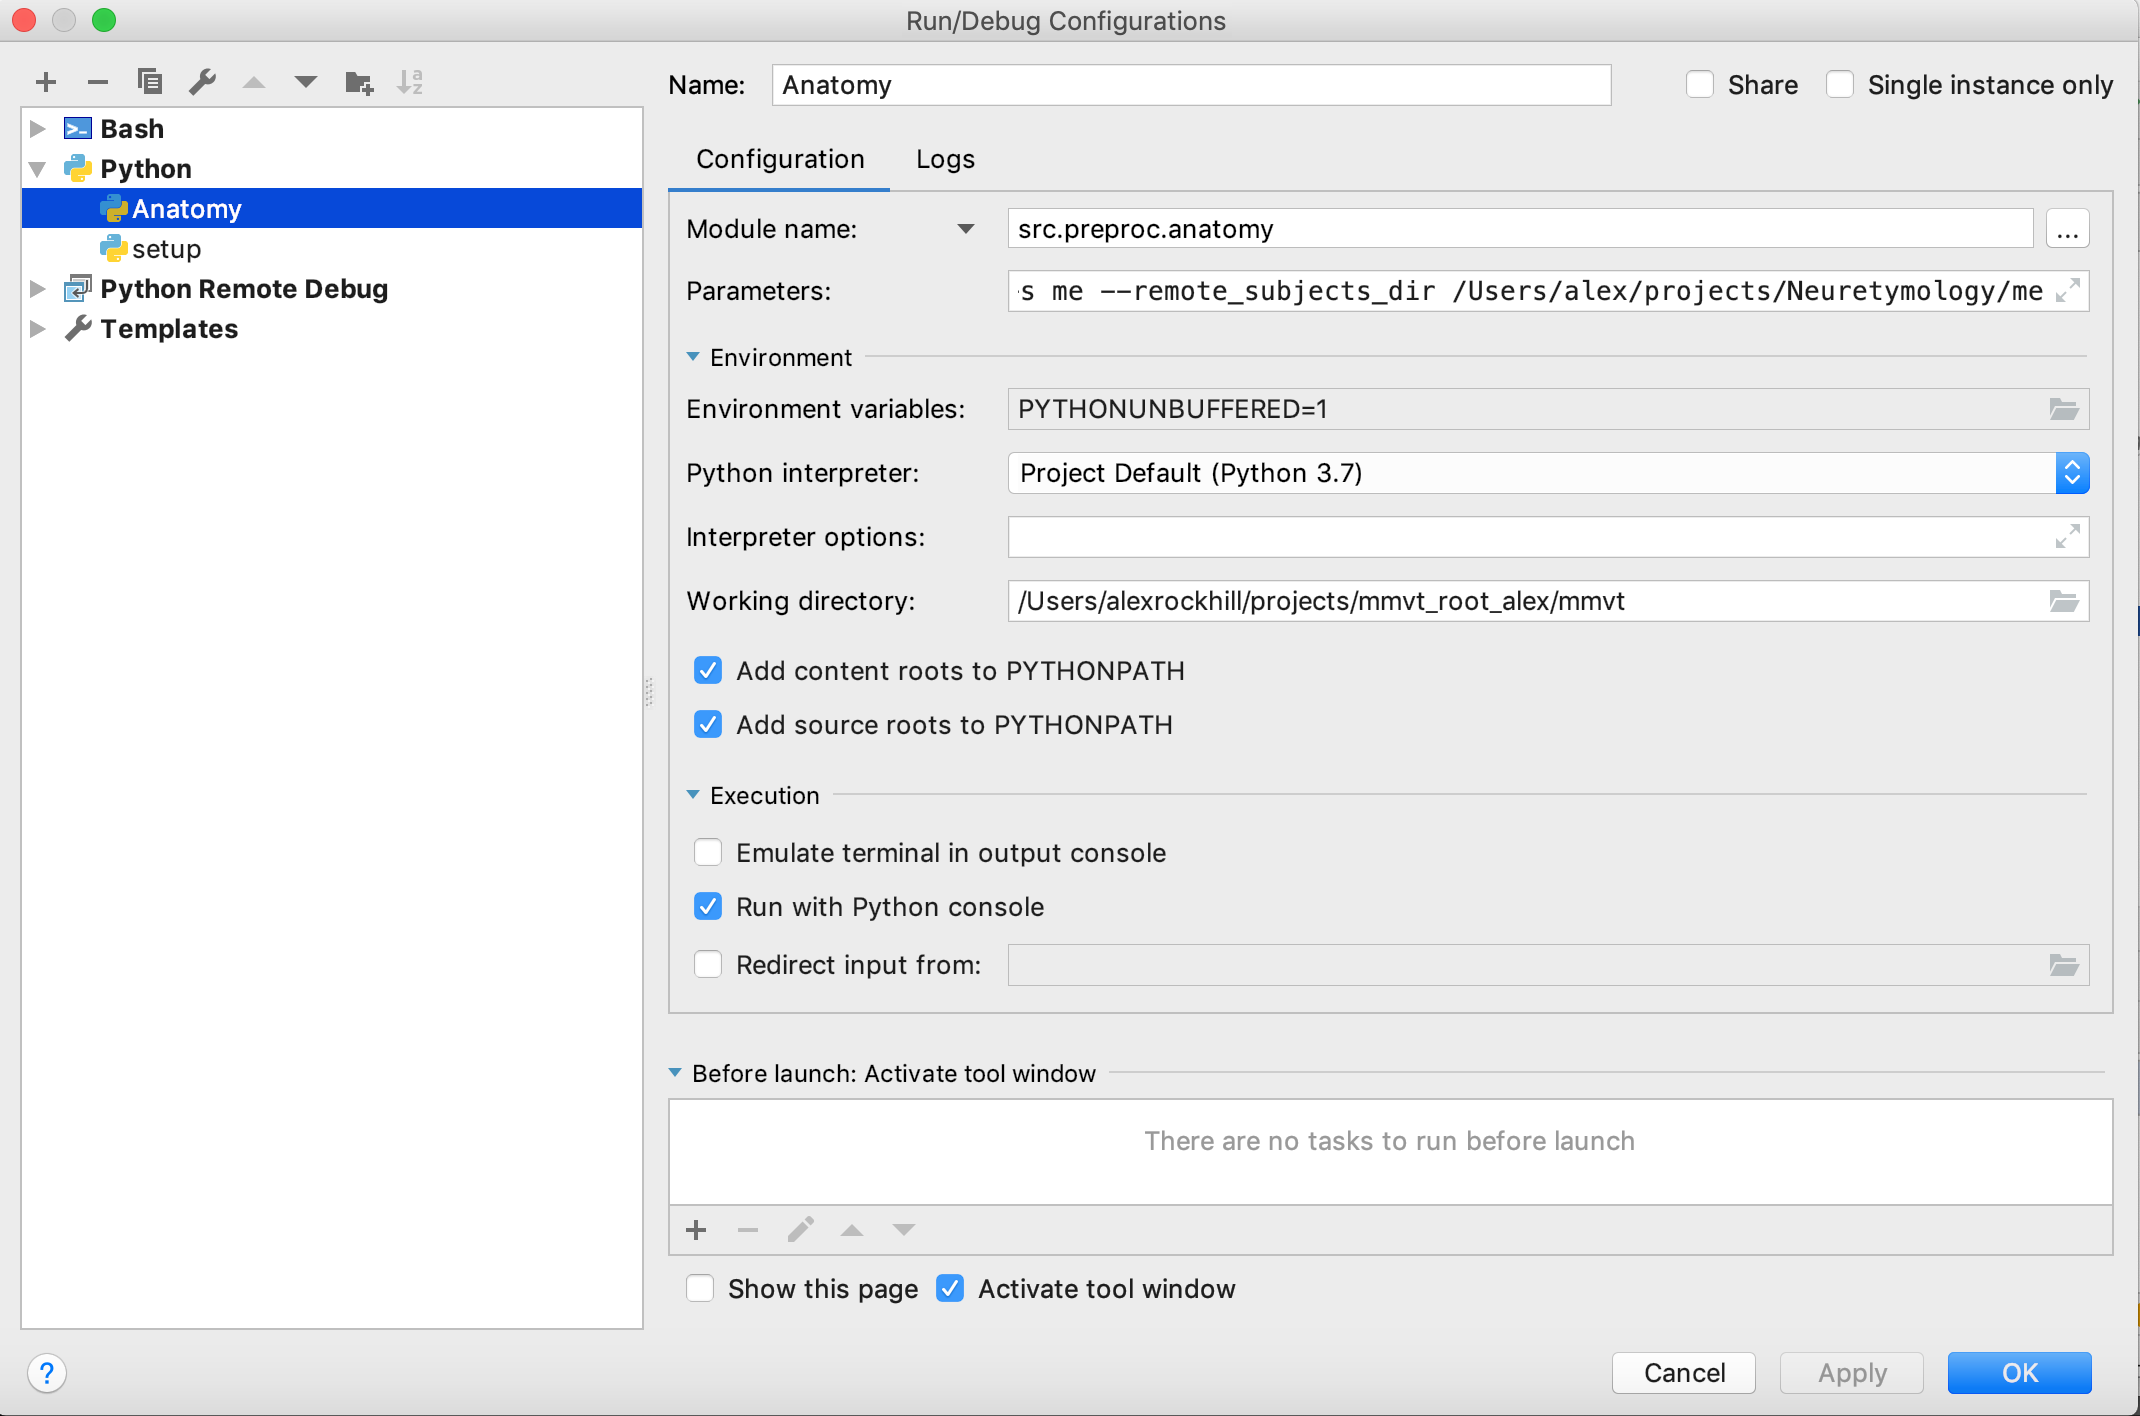 Run/Debug Configurations
Name: Anatomy Share Single instance only
Bash
Python
Anatomy
setup
Python Remote Debug
Templates
Configuration Logs
Module name: src.preproc.anatomy ...
Parameters: -s me --remote_subjects_dir /Users/alex/projects/Neuretymology/me
Environment
Environment variables: PYTHONUNBUFFERED=1
Python interpreter: Project Default (Python 3.7)
Interpreter options:
Working directory: /Users/alexrockhill/projects/mmvt_root_alex/mmvt
Add content roots to PYTHONPATH
Add source roots to PYTHONPATH
Execution
Emulate terminal in output console
Run with Python console
Redirect input from:
Before launch: Activate tool window
There are no tasks to run before launch
Show this page Activate tool window
? Cancel Apply OK